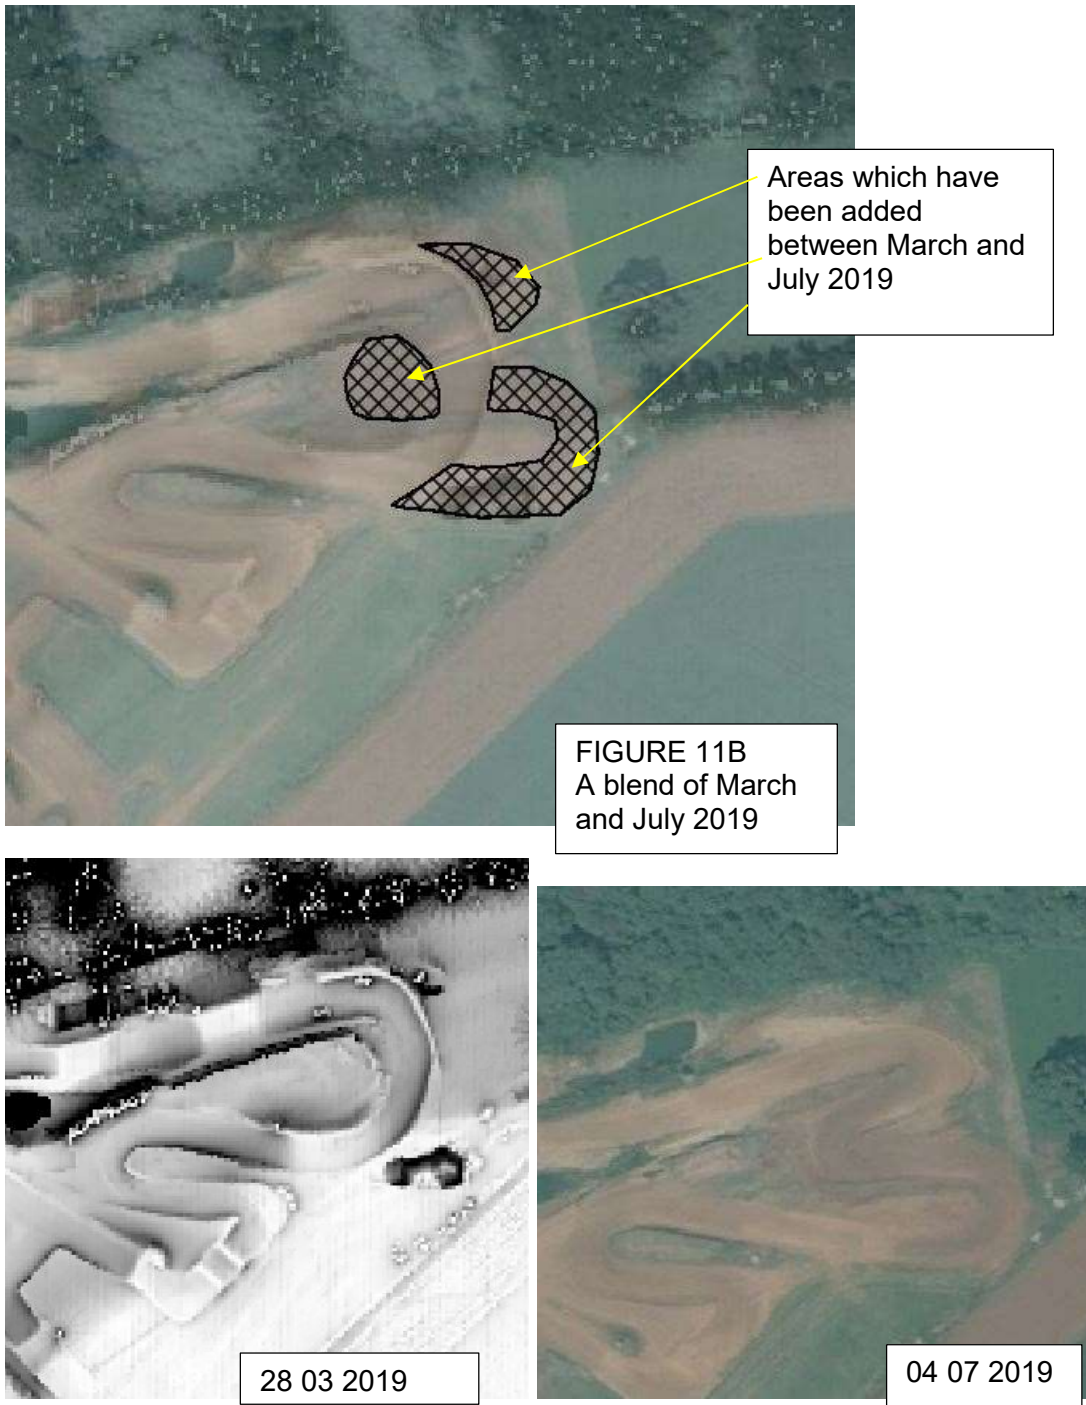 Areas which have
been added
between March and
July 2019
FIGURE 11B
A blend of March
and July 2019
28 03 2019
04 07 2019